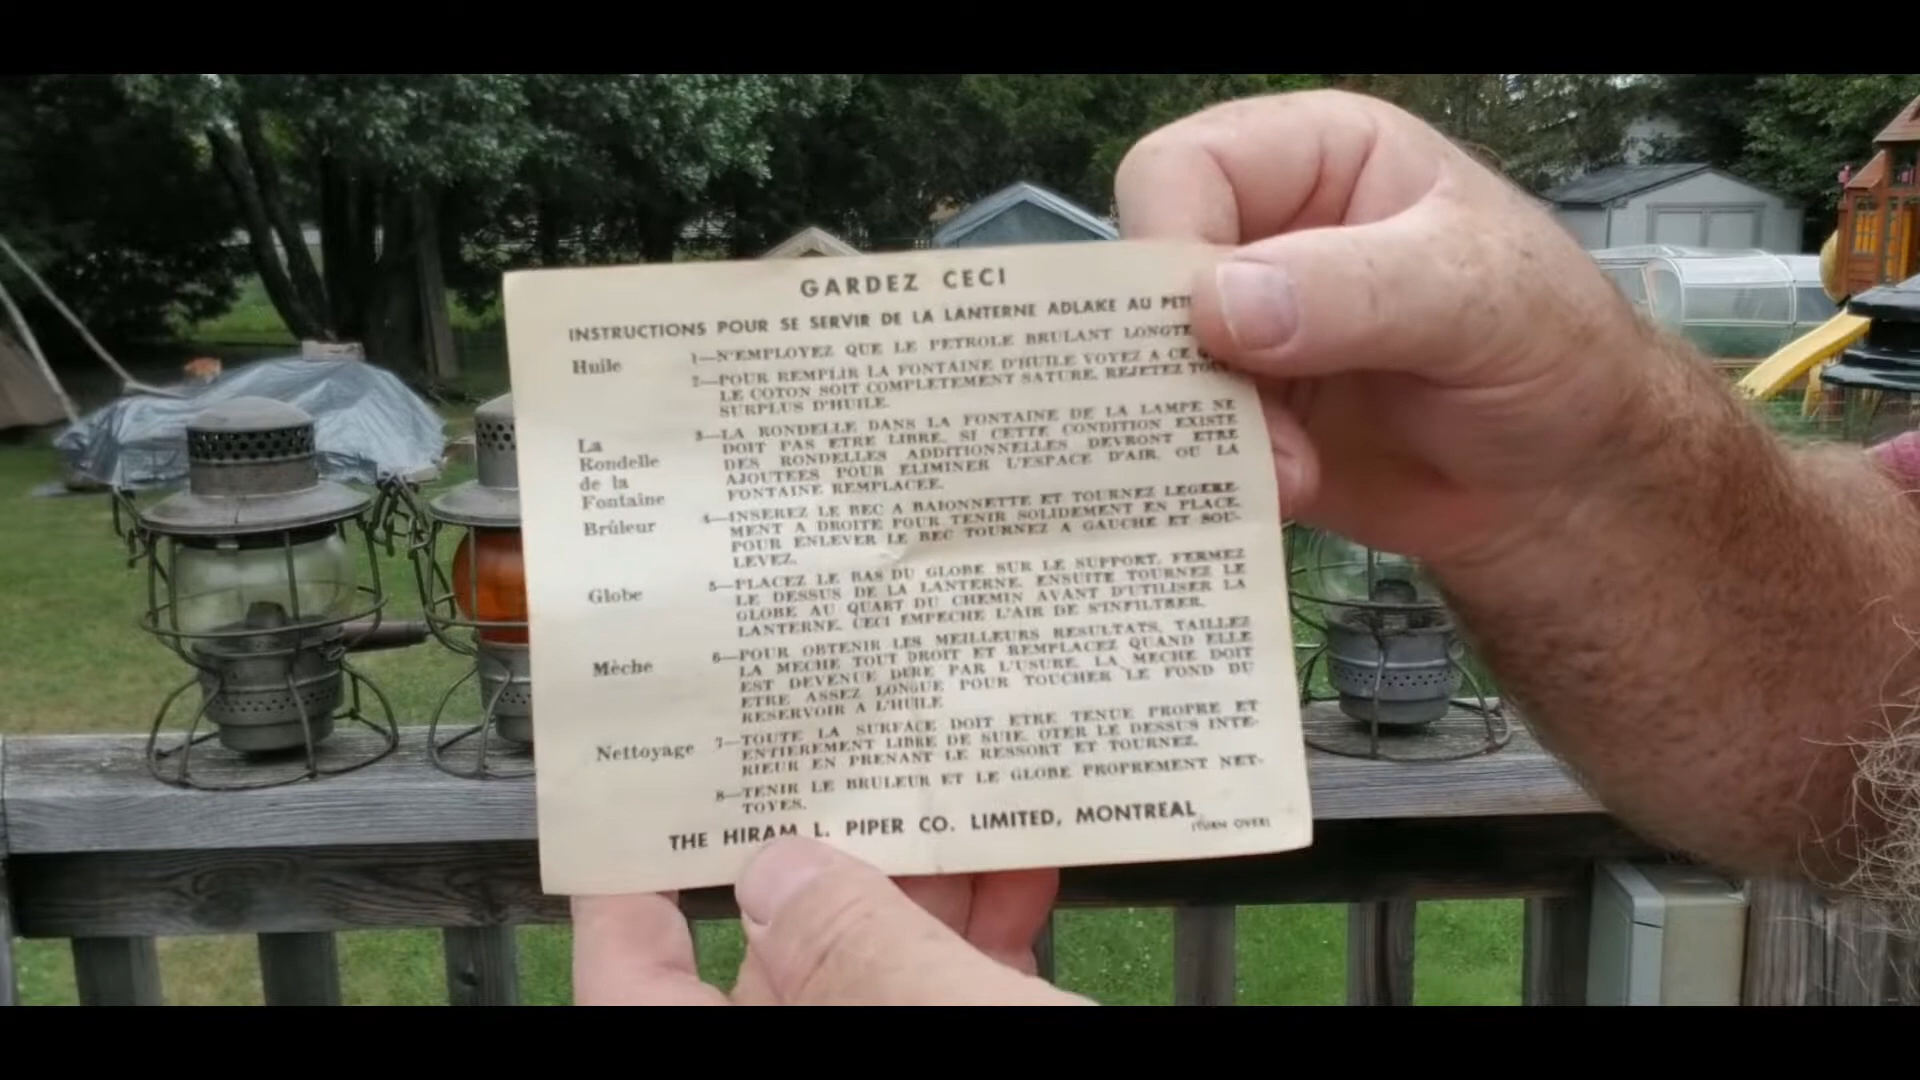 GARDEZ CECI
INSTRUCTIONS POUR SE SERVIR DE LA LANTERNE ADLAKE AU
Huile 1—N'EMPLOYEZ QUE LE PETROLE BRULANT
2—POUR REMPLIR LA FONTAINE D'HUILE VOYEZ A CE
LE COTON SOIT COMPLETEMENT SATURE. REJETEZ
SURPLUS D'HUILE.
La Rondelle de la Fontaine 3—LA RONDELLE DANS LA FONTAINE DE LA LAMPE NE
DOIT PAS ETRE LIBRE. SI CETTE CONDITION EXISTE
DES RONDELLES ADDITIONNELLES DEVRONT ETRE
AJOUTEES POUR ELIMINER L'ESPACE D'AIR, OU LA
FONTAINE REMPLACEE.
Brûleur 4—INSEREZ LE BEC A BAIONNETTE ET TOURNEZ LEGERE-
MENT A DROITE POUR TENIR SOLIDEMENT EN PLACE.
POUR ENLEVER LE BEC TOURNEZ A GAUCHE ET SOU-
LEVEZ.
Globe 5—PLACEZ LE BAS DU GLOBE SUR LE SUPPORT. FERMEZ
LE DESSUS DE LA LANTERNE. ENSUITE TOURNEZ LE
GLOBE AU QUART DU CHEMIN AVANT D'UTILISER LA
LANTERNE. CECI EMPECHE L'AIR DE S'INFILTRER.
Mèche 6—POUR OBTENIR LES MEILLEURS RESULTATS, TAILLEZ
LA MECHE TOUT DROIT ET REMPLACEZ QUAND ELLE
EST DEVENUE DURE PAR L'USURE. LA MECHE DOIT
ETRE ASSEZ LONGUE POUR TOUCHER LE FOND DU
RESERVOIR A L'HUILE
Nettoyage 7—TOUTE LA SURFACE DOIT ETRE TENUE PROPRE ET
ENTIEREMENT LIBRE DE SUIE. OTER LE DESSUS INTE-
RIEUR EN PRENANT LE RESSORT ET TOURNEZ.
8—TENIR LE BRULEUR ET LE GLOBE PROPREMENT NET-
TOYES.
THE HIRAM L. PIPER CO. LIMITED, MONTREAL
(TURN OVER)